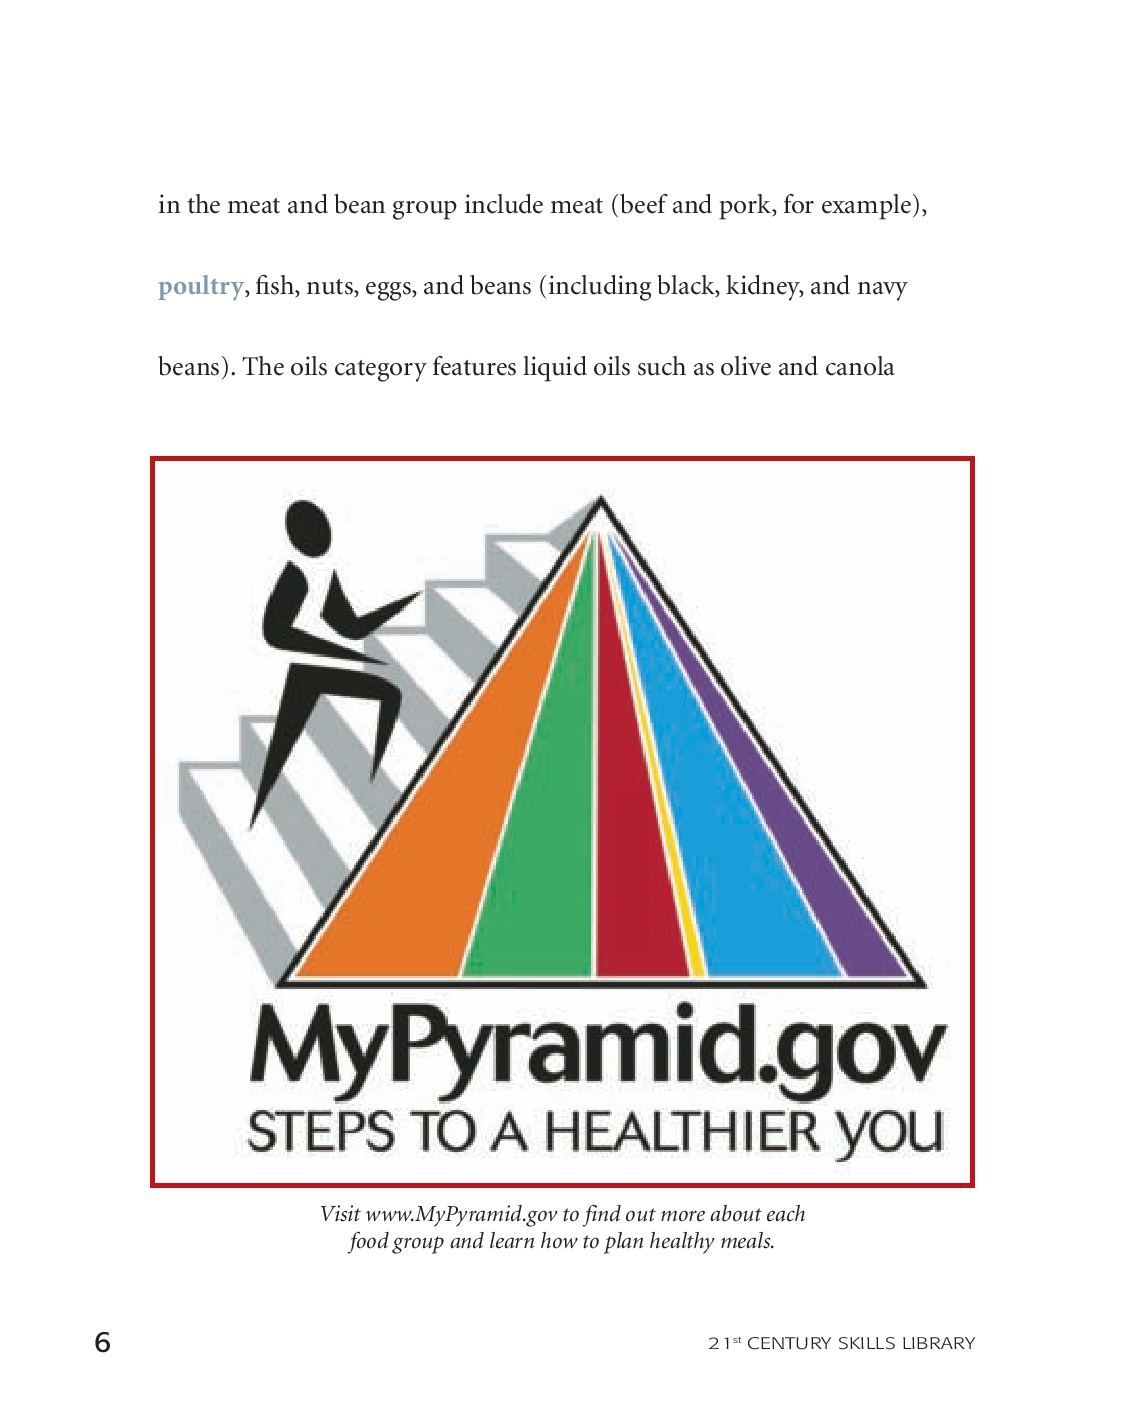 in the meat and bean group include meat (beef and pork, for example),
poultry, fish, nuts, eggs, and beans (including black, kidney, and navy
beans). The oils category features liquid oils such as olive and canola
MyPyramid.gov
STEPS TO A HEALTHIER YOU
Visit www.MyPyramid.gov to find out more about each
food group and learn how to plan healthy meals.
6
21st CENTURY SKILLS LIBRARY